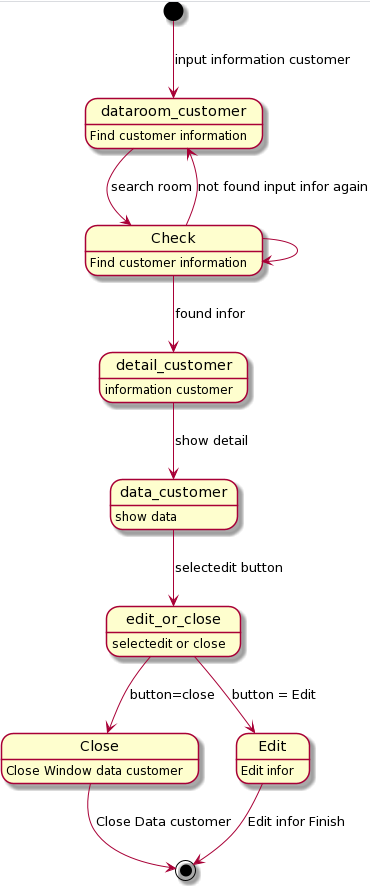 input information customer
dataroom_customer
Find customer information
search room
not found input infor again
Check
Find customer information
found infor
detail_customer
information customer
show detail
data_customer
show data
selectedit button
edit_or_close
selectedit or close
button=close
button = Edit
Close
Edit
Close Window data customer
Edit infor
Close Data customer
Edit infor Finish